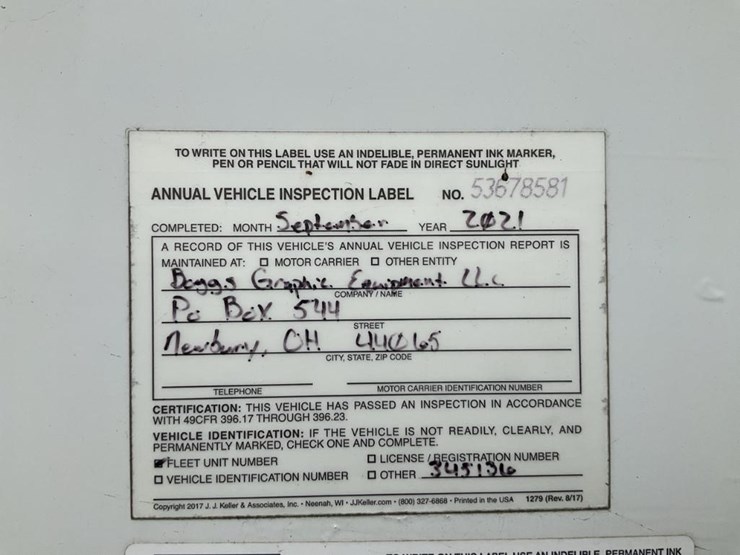 TO WRITE ON THIS LABEL USE AN INDELIBLE, PERMANENT INK MARKER,
PEN OR PENCIL THAT WILL NOT FADE IN DIRECT SUNLIGHT
ANNUAL VEHICLE INSPECTION LABEL NO. 53678581
COMPLETED: MONTH September YEAR 2021
A RECORD OF THIS VEHICLE'S ANNUAL VEHICLE INSPECTION REPORT IS
MAINTAINED AT: ☐ MOTOR CARRIER ☐ OTHER ENTITY
Boggs Graphic Equipment LLC
COMPANY / NAME
Po Box 544
STREET
Newbury, OH 44065
CITY, STATE, ZIP CODE
TELEPHONE MOTOR CARRIER IDENTIFICATION NUMBER
CERTIFICATION: THIS VEHICLE HAS PASSED AN INSPECTION IN ACCORDANCE
WITH 49CFR 396.17 THROUGH 396.23.
VEHICLE IDENTIFICATION: IF THE VEHICLE IS NOT READILY, CLEARLY, AND
PERMANENTLY MARKED, CHECK ONE AND COMPLETE.
FLEET UNIT NUMBER ☐ LICENSE / REGISTRATION NUMBER
☐ VEHICLE IDENTIFICATION NUMBER ☐ OTHER 345136
Copyright 2017 J. J. Keller & Associates, Inc. • Neenah, WI • JJKeller.com • (800) 327-6868 • Printed in the USA 1279 (Rev. 8/17)
TO WRITE ON THIS LABEL USE AN INDELIBLE, PERMANENT INK